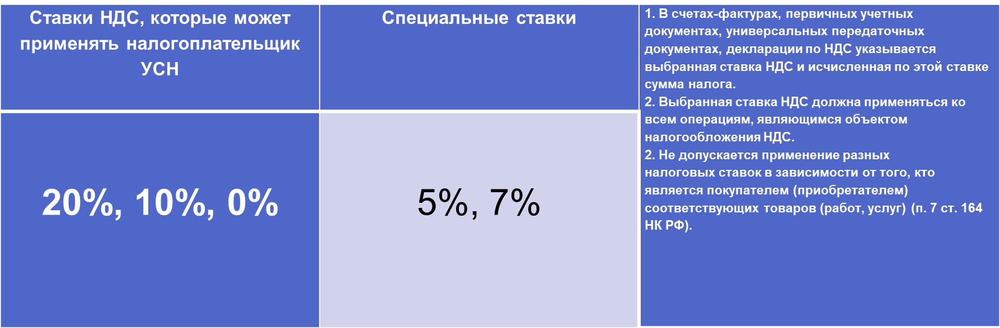 Ставки НДС, которые может
применять налогоплательщик
УСН
Специальные ставки
1. В счетах-фактурах, первичных учетных
документах, универсальных передаточных
документах, декларации по НДС указывается
выбранная ставка НДС и исчисленная по этой ставке
сумма налога.
2. Выбранная ставка НДС должна применяться ко
всем операциям, являющимся объектом
налогообложения НДС.
2. Не допускается применение разных
налоговых ставок в зависимости от того, кто
является покупателем (приобретателем)
соответствующих товаров (работ, услуг) (п. 7 ст. 164
НК РФ).
20%, 10%, 0%
5%, 7%